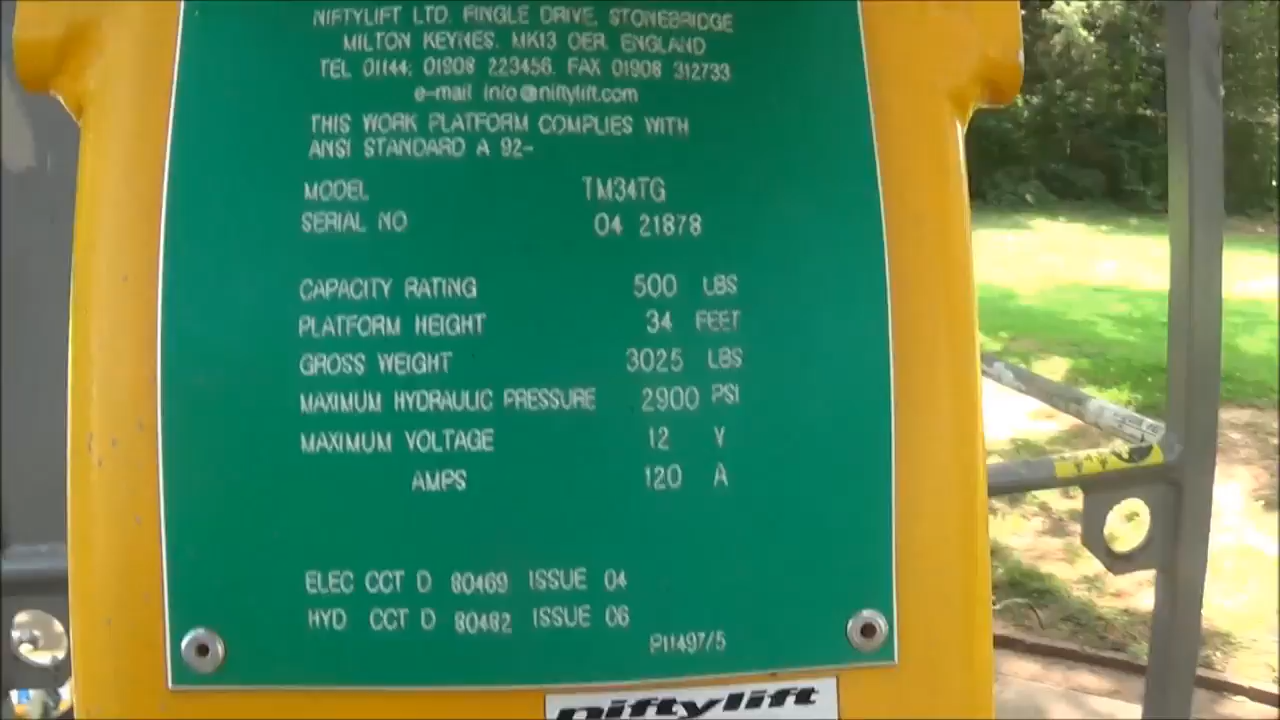 NIFTYLIFT LTD. FINGLE DRIVE, STONEBRIDGE
MILTON KEYNES. MK13 OER. ENGLAND
TEL 01144: 01908 223456. FAX 01908 312733
e-mail info@niftylift.com
THIS WORK PLATFORM COMPLIES WITH
ANSI STANDARD A 92-
MODEL TM34TG
SERIAL NO 04 21878
CAPACITY RATING 500 LBS
PLATFORM HEIGHT 34 FEET
GROSS WEIGHT 3025 LBS
MAXIMUM HYDRAULIC PRESSURE 2900 PSI
MAXIMUM VOLTAGE 12 V
AMPS 120 A
ELEC CCT D 80469 ISSUE 04
HYD CCT D 80482 ISSUE 06
P11497/5
niftylift